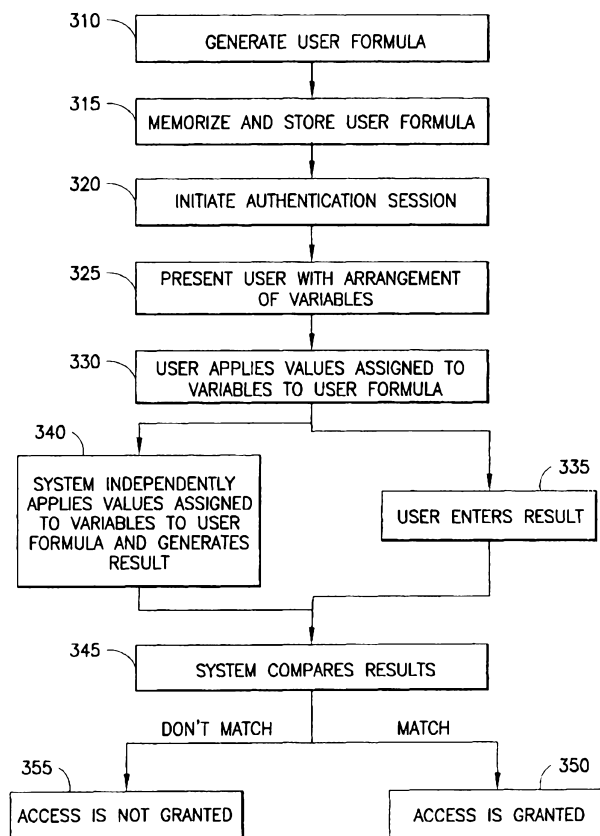 310
GENERATE USER FORMULA
315
MEMORIZE AND STORE USER FORMULA
320
INITIATE AUTHENTICATION SESSION
325
PRESENT USER WITH ARRANGEMENT
OF VARIABLES
330
USER APPLIES VALUES ASSIGNED TO
VARIABLES TO USER FORMULA
340
SYSTEM INDEPENDENTLY
APPLIES VALUES ASSIGNED
TO VARIABLES TO USER
FORMULA AND GENERATES
RESULT
335
USER ENTERS RESULT
345
SYSTEM COMPARES RESULTS
DON'T MATCH
MATCH
355
ACCESS IS NOT GRANTED
350
ACCESS IS GRANTED